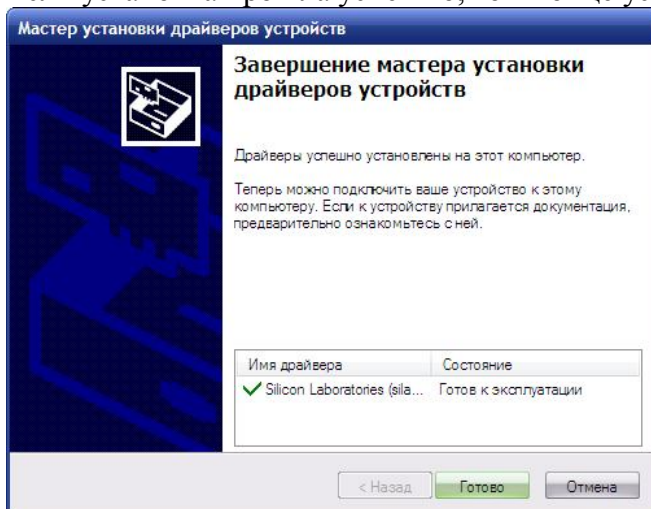 Мастер установки драйверов устройств
Завершение мастера установки
драйверов устройств
Драйверы успешно установлены на этот компьютер.
Теперь можно подключить ваше устройство к этому
компьютеру. Если к устройству прилагается документация,
предварительно ознакомьтесь с ней.
Имя драйвера Состояние
Silicon Laboratories (sila... Готов к эксплуатации
< Назад Готово Отмена